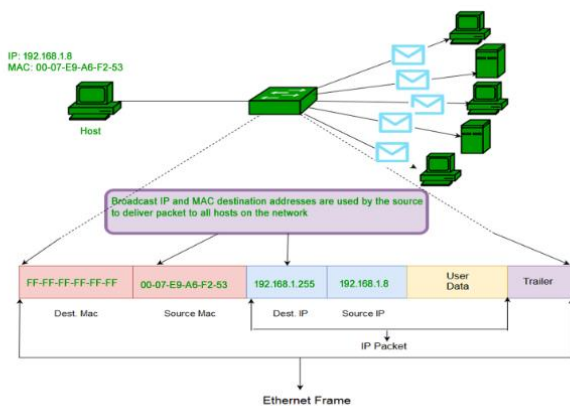 IP: 192.168.1.8
MAC: 00-07-E9-A6-F2-53
Host
Broadcast IP and MAC destination addresses are used by the source
to deliver packet to all hosts on the network
FF-FF-FF-FF-FF-FF
00-07-E9-A6-F2-53
192.168.1.255
192.168.1.8
User
Data
Trailer
Dest. Mac
Source Mac
Dest. IP
Source IP
IP Packet
Ethernet Frame